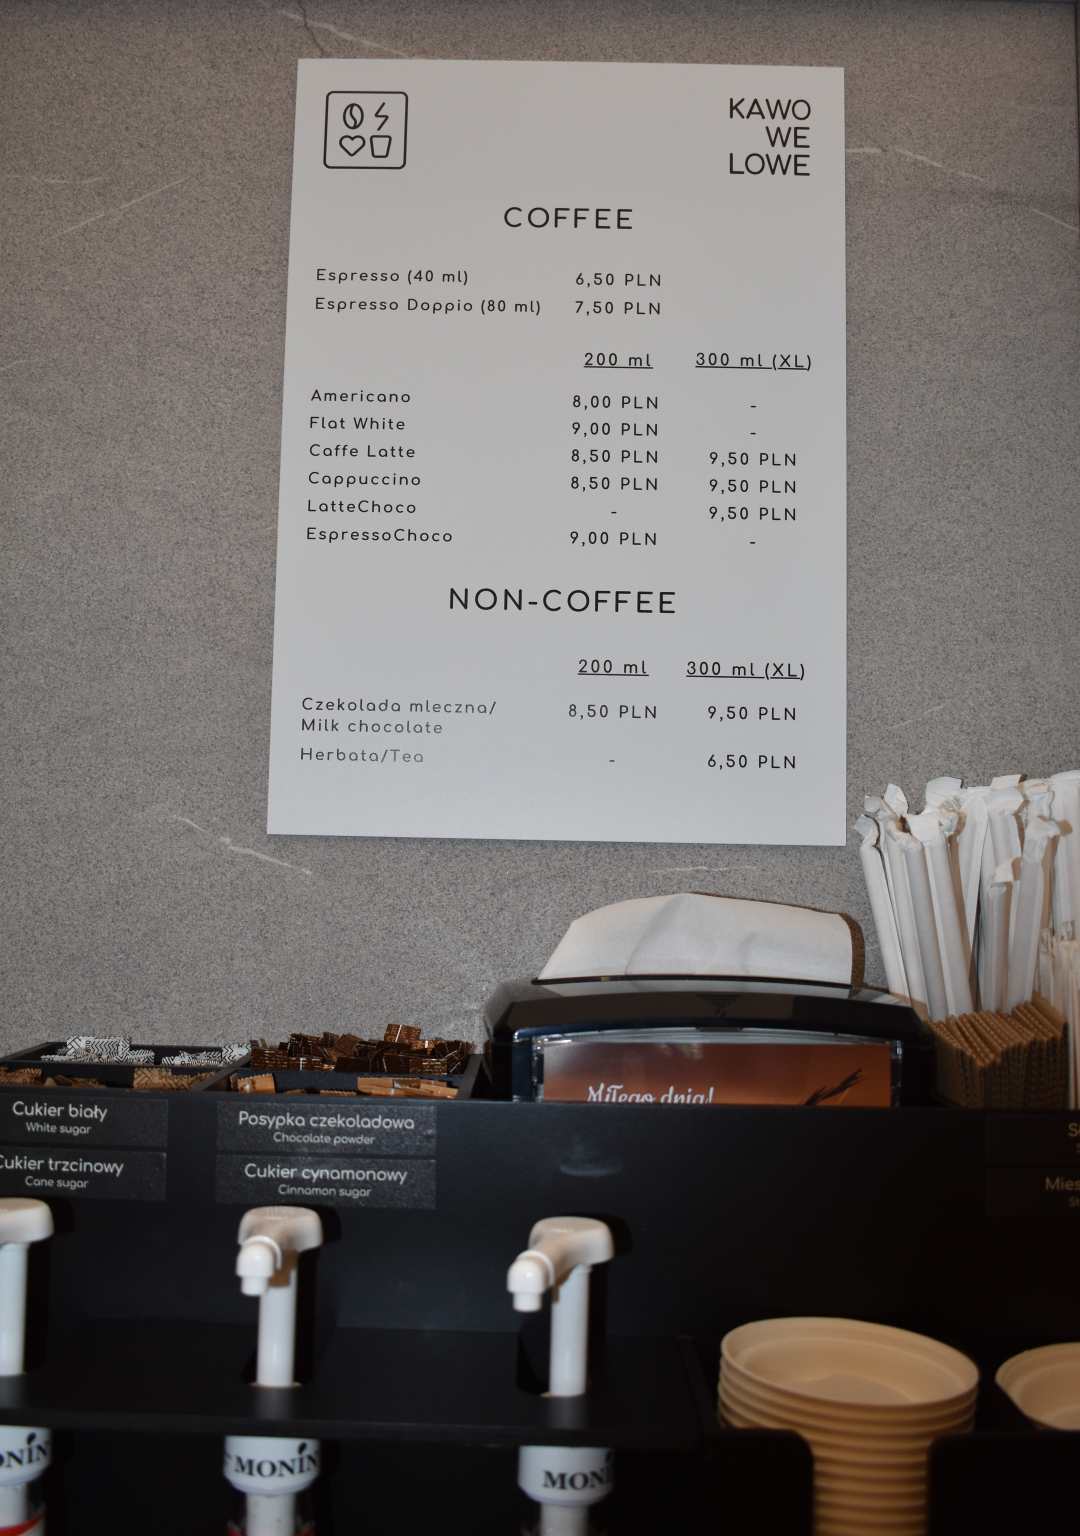 KAWO
WE
LOWE
COFFEE
Espresso (40 ml) 6,50 PLN
Espresso Doppio (80 ml) 7,50 PLN
200 ml 300 ml (XL)
Americano 8,00 PLN -
Flat White 9,00 PLN -
Caffe Latte 8,50 PLN 9,50 PLN
Cappuccino 8,50 PLN 9,50 PLN
LatteChoco - 9,50 PLN
EspressoChoco 9,00 PLN -
NON-COFFEE
200 ml 300 ml (XL)
Czekolada mleczna/ 8,50 PLN 9,50 PLN
Milk chocolate
Herbata/Tea - 6,50 PLN
Miłego dnia!
Cukier biały
White sugar
Cukier trzcinowy
Cane sugar
Posypka czekoladowa
Chocolate powder
Cukier cynamonowy
Cinnamon sugar
MONIN